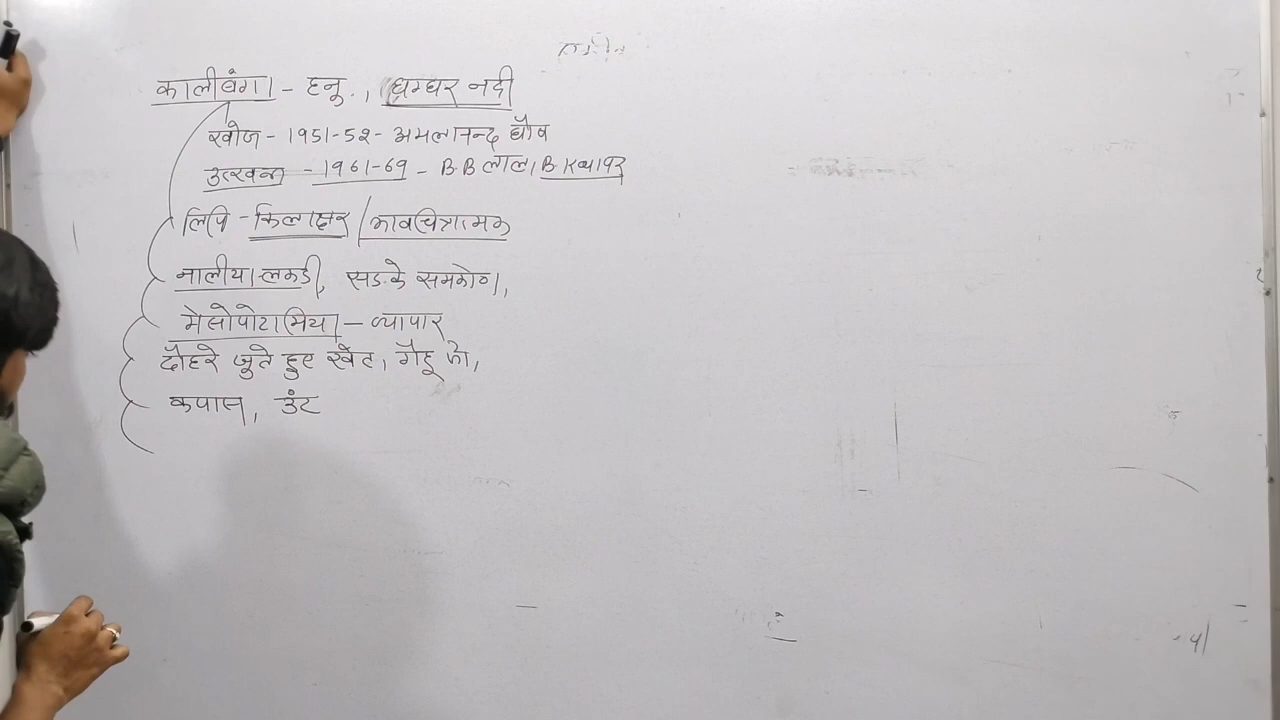 कालीबंगा - हनु., घग्घर नदी
खोज - 1951-52 - अमलानन्द घोष
उत्खनन - 1961-69 - B.B लाल, B.K थापर
लिपि - किलाक्षर / भावचित्रात्मक
नालीया - लकडी, सडके समकोण,
मेसोपोटामिया - व्यापार
दोहरे जुते हुए खेत, गेहू जो,
कपास, उंट